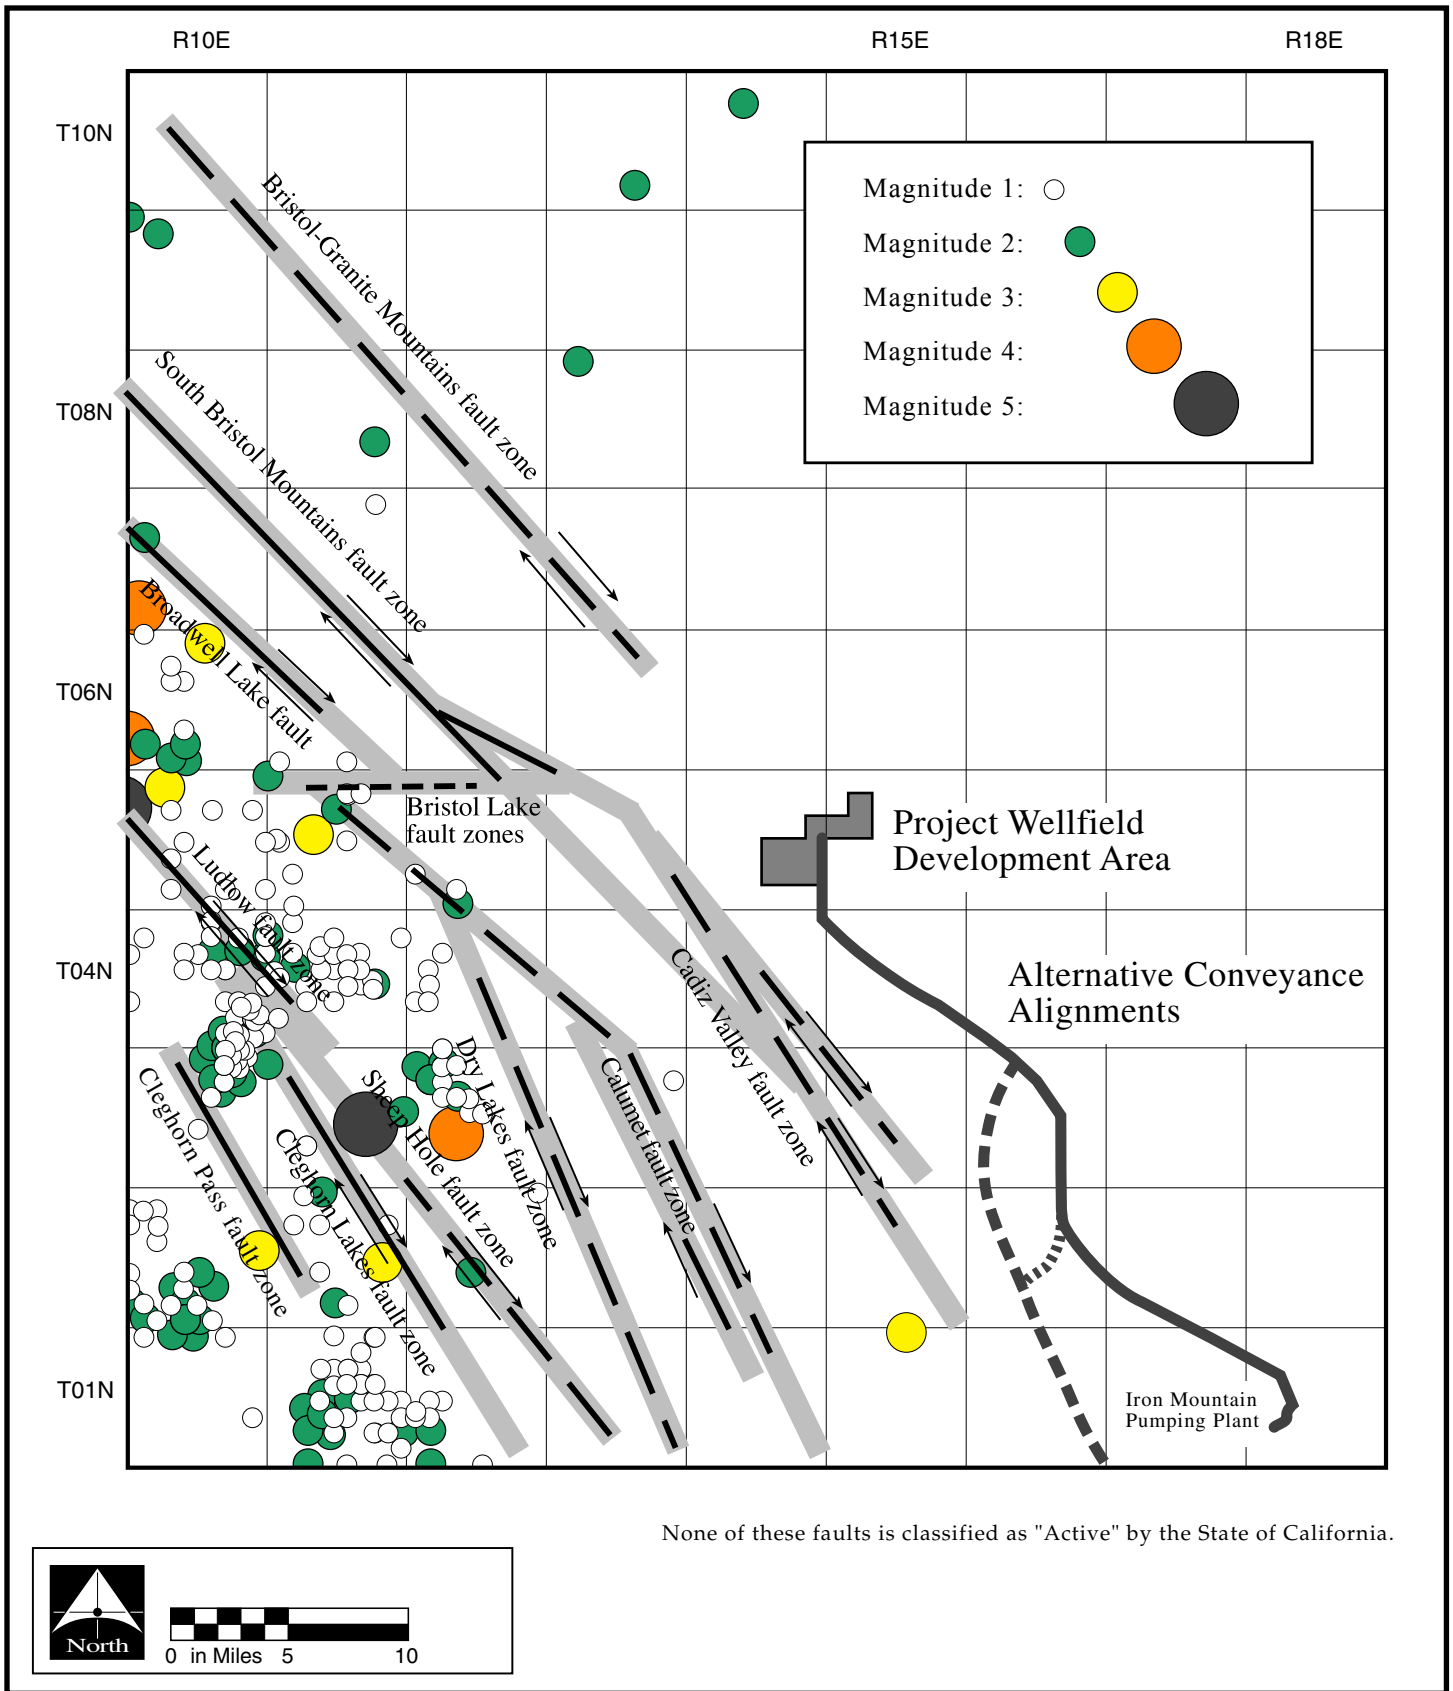 R10E
R15E
R18E
T10N
T08N
T06N
T04N
T01N
Magnitude 1:
Magnitude 2:
Magnitude 3:
Magnitude 4:
Magnitude 5:
Bristol-Granite Mountains fault zone
South Bristol Mountains fault zone
Broadwell Lake fault
Bristol Lake
fault zones
Ludlow fault zone
Project Wellfield
Development Area
Alternative Conveyance
Alignments
Cadiz Valley fault zone
Calumet fault zone
Dry Lakes fault zone
Sheep Hole fault zone
Cleghorn Lakes fault zone
Cleghorn Pass fault zone
Iron Mountain
Pumping Plant
None of these faults is classified as "Active" by the State of California.
North
0 in Miles 5 10